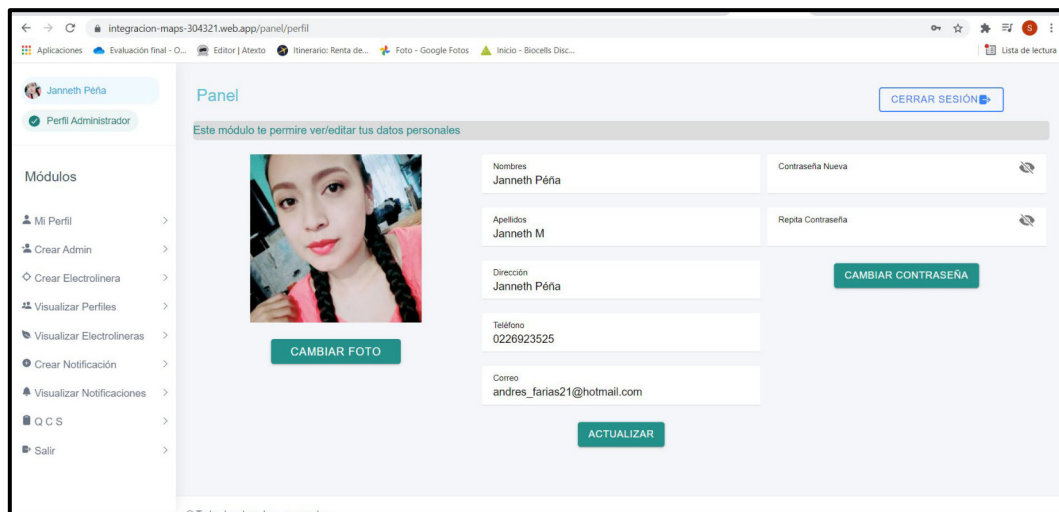 integracion-maps-304321.web.app/panel/perfil
S
Aplicaciones Evaluación final - O... Editor | Atexto Itinerario: Renta de... Foto - Google Fotos Inicio - Biocells Disc... Lista de lectura
Janneth Péña
Perfil Administrador
Panel
CERRAR SESIÓN
Este módulo te permire ver/editar tus datos personales
Módulos
Mi Perfil
Crear Admin
Crear Electrolinera
Visualizar Perfiles
Visualizar Electrolineras
Crear Notificación
Visualizar Notificaciones
Q C S
Salir
CAMBIAR FOTO
Nombres
Janneth Péña
Apellidos
Janneth M
Dirección
Janneth Péña
Teléfono
0226923525
Correo
andres_farias21@hotmail.com
ACTUALIZAR
Contraseña Nueva
Repita Contraseña
CAMBIAR CONTRASEÑA